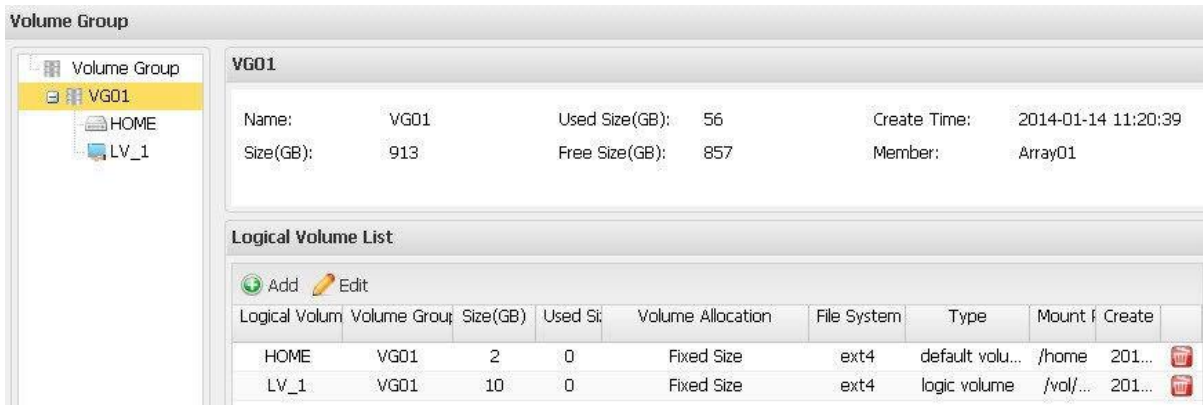 Volume Group
Volume Group
VG01
HOME
LV_1
VG01
Name: VG01 Used Size(GB): 56 Create Time: 2014-01-14 11:20:39
Size(GB): 913 Free Size(GB): 857 Member: Array01
Logical Volume List
Add Edit
Logical Volum Volume Group Size(GB) Used Si Volume Allocation File System Type Mount Create
HOME VG01 2 0 Fixed Size ext4 default volu... /home 201...
LV_1 VG01 10 0 Fixed Size ext4 logic volume /vol/... 201...